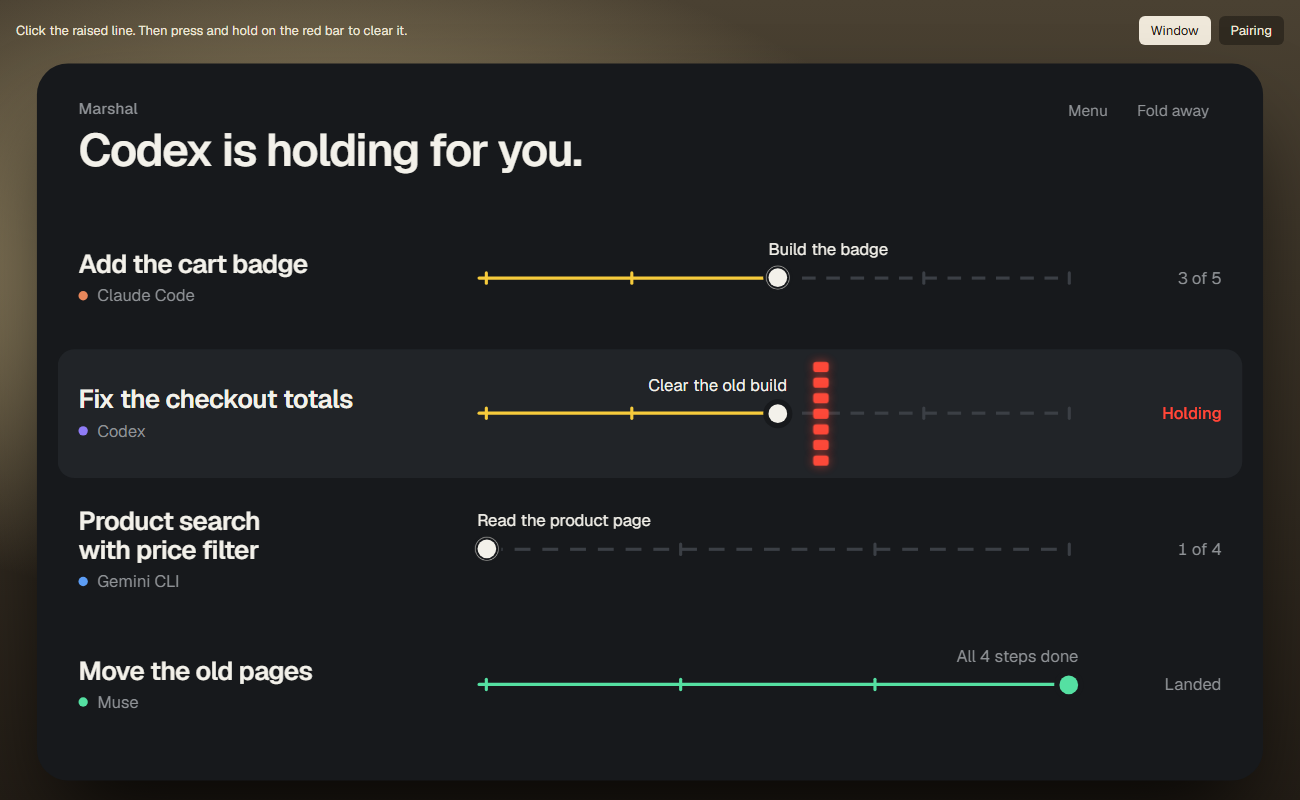 Click the raised line. Then press and hold on the red bar to clear it.
Window
Pairing
Marshal
Menu
Fold away
Codex is holding for you.
Build the badge
Add the cart badge
3 of 5
Claude Code
Clear the old build
Fix the checkout totals
Holding
Codex
Read the product page
Product search
with price filter
1 of 4
Gemini CLI
All 4 steps done
Move the old pages
Landed
Muse